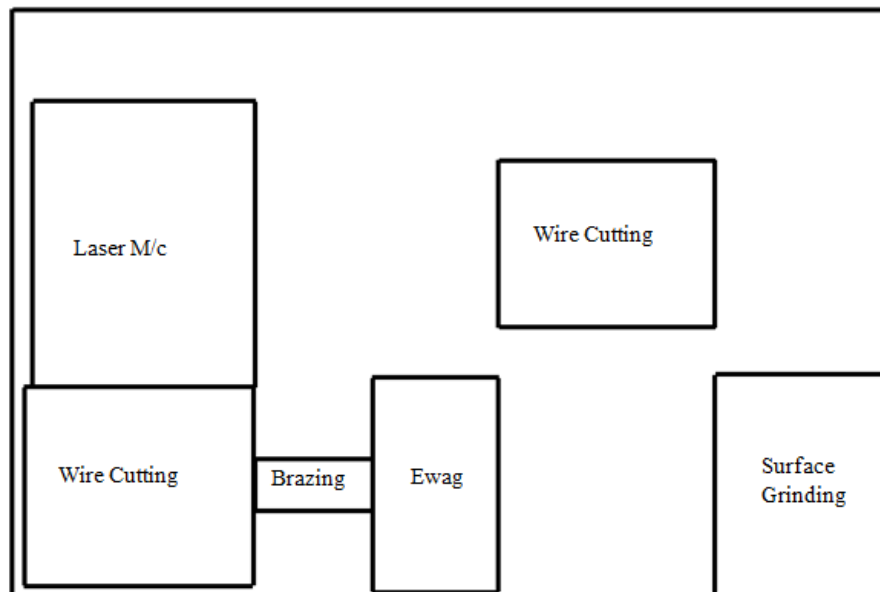 Laser M/c
Wire Cutting
Wire Cutting
Brazing
Ewag
Surface
Grinding